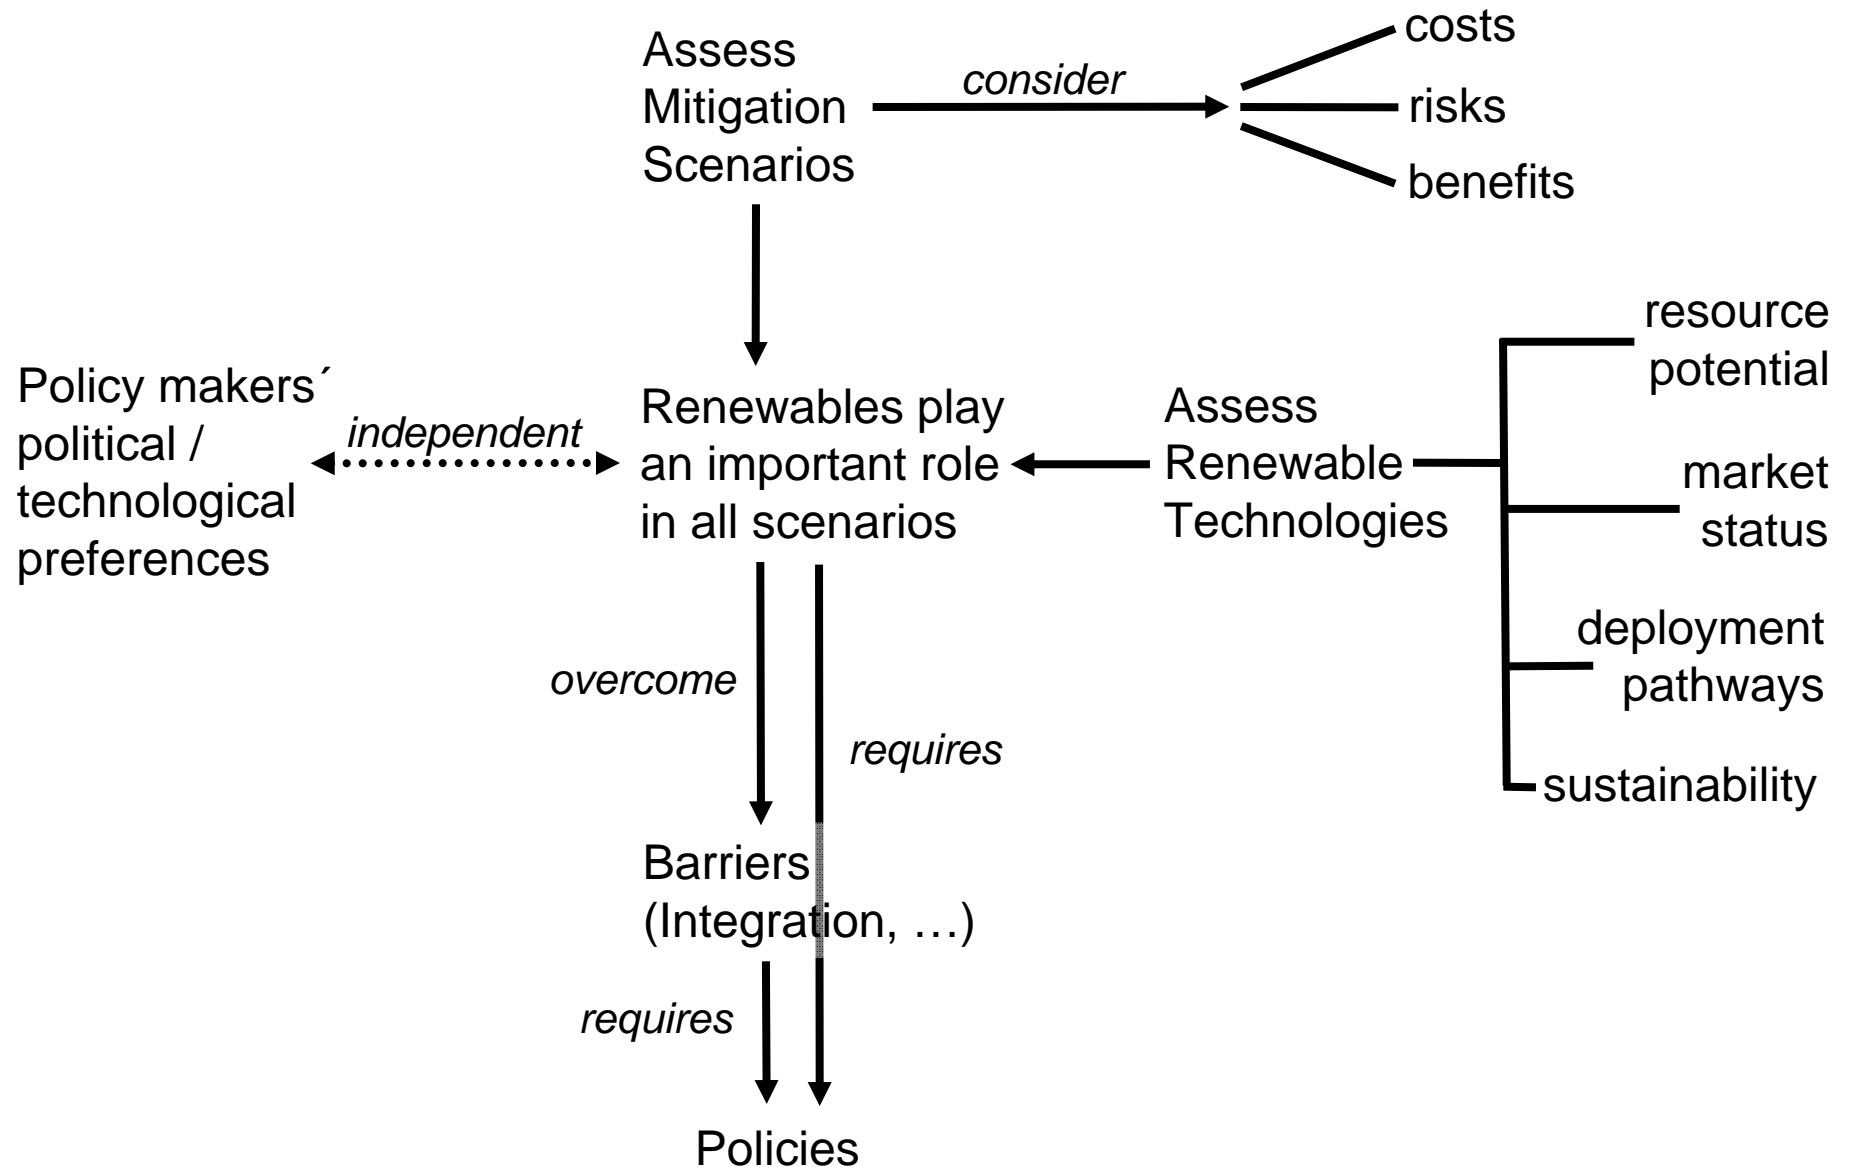 costs
Assess
Mitigation
Scenarios
consider
risks
benefits
resource
potential
Policy makers´
political /
technological
preferences
independent
Renewables play
an important role
in all scenarios
Assess
Renewable
Technologies
market
status
deployment
pathways
sustainability
overcome
requires
Barriers
(Integration, …)
requires
Policies